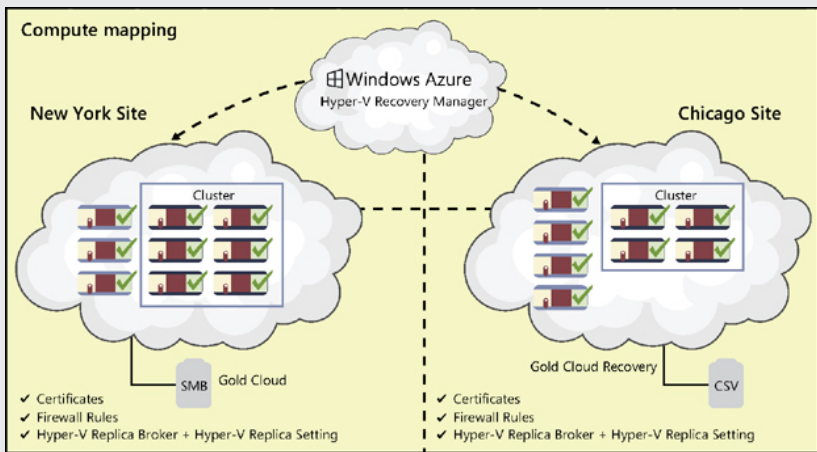 Compute mapping
Windows Azure
Hyper-V Recovery Manager
New York Site
Chicago Site
Cluster
Cluster
SMB
Gold Cloud
Gold Cloud Recovery
CSV
✓ Certificates
✓ Firewall Rules
✓ Hyper-V Replica Broker + Hyper-V Replica Setting
✓ Certificates
✓ Firewall Rules
✓ Hyper-V Replica Broker + Hyper-V Replica Setting